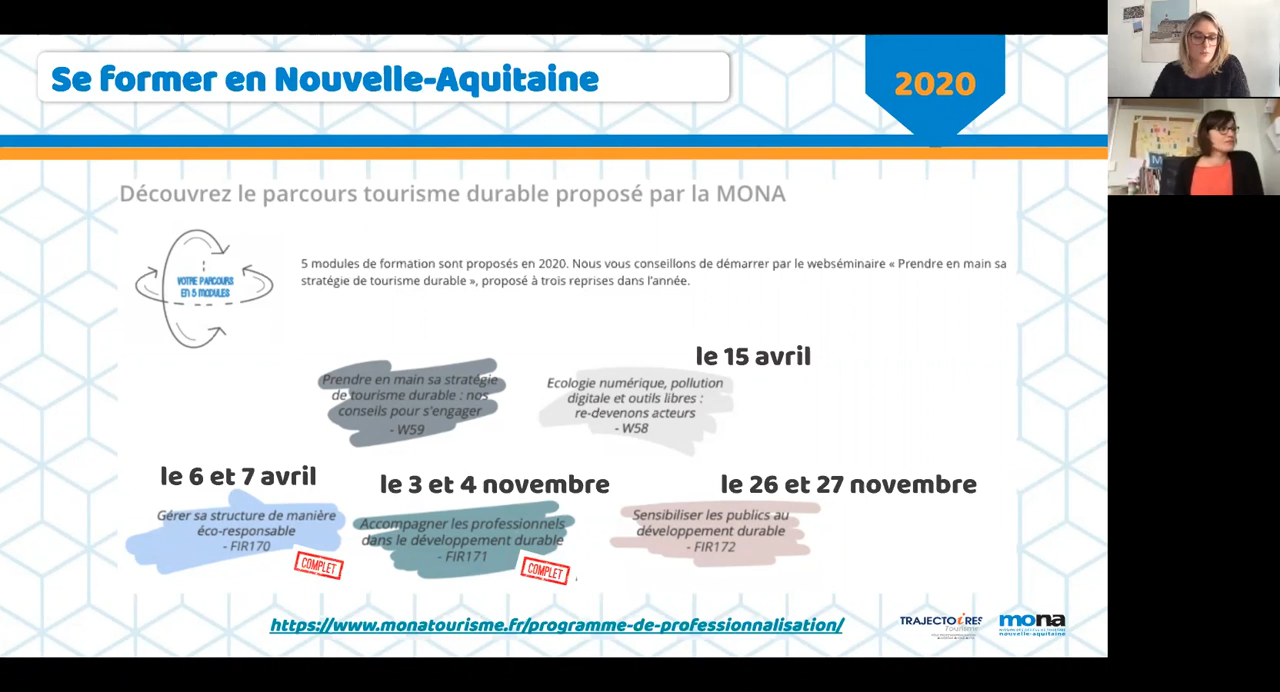 Se former en Nouvelle-Aquitaine
2020
Découvrez le parcours tourisme durable proposé par la MONA
VOTRE PARCOURS
EN 5 MODULES
5 modules de formation sont proposés en 2020. Nous vous conseillons de démarrer par le webséminaire « Prendre en main sa
stratégie de tourisme durable », proposé à trois reprises dans l'année.
le 15 avril
Prendre en main sa stratégie
de tourisme durable : nos
conseils pour s'engager
- W59
Ecologie numérique, pollution
digitale et outils libres :
re-devenons acteurs
- W58
le 6 et 7 avril
le 3 et 4 novembre
le 26 et 27 novembre
Gérer sa structure de manière
éco-responsable
- FIR170
COMPLET
Accompagner les professionnels
dans le développement durable
- FIR171
COMPLET
Sensibiliser les publics au
développement durable
- FIR172
https://www.monatourisme.fr/programme-de-professionnalisation/
TRAJECTOIRES
Tourisme
mona
nouvelle-aquitaine
M